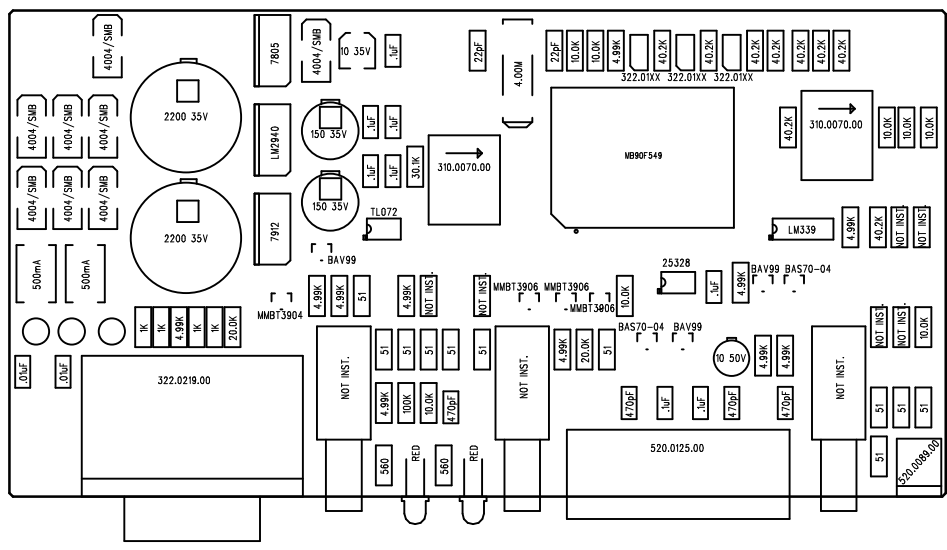 4004/SMB
7805
4004/SMB
10 35V
.1uF
22pF
4.00M
22pF
10.0K
10.0K
4.99K
40.2K
40.2K
40.2K
40.2K
40.2K
40.2K
322.01XX
322.01XX
322.01XX
4004/SMB
4004/SMB
4004/SMB
2200 35V
LM2940
150 35V
.1uF
.1uF
40.2K
310.0070.00
10.0K
10.0K
10.0K
.1uF
.1uF
30.1K
310.0070.00
MB90F549
4004/SMB
4004/SMB
4004/SMB
2200 35V
7912
150 35V
TL072
LM339
4.99K
40.2K
NOT INST.
NOT INST.
500mA
500mA
BAV99
25328
.1uF
4.99K
BAV99
BAS70-04
MMBT3904
4.99K
4.99K
51
4.99K
NOT INST.
NOT INST.
MMBT3906
MMBT3906
MMBT3906
10.0K
1K
1K
4.99K
1K
1K
20.0K
BAS70-04
BAV99
NOT INST.
NOT INST.
10.0K
.01uF
.01uF
322.0219.00
NOT INST.
51
51
51
51
51
NOT INST.
4.99K
20.0K
51
10 50V
4.99K
4.99K
NOT INST.
4.99K
100K
10.0K
470pF
470pF
.1uF
.1uF
470pF
470pF
51
51
51
560
RED
560
RED
520.0125.00
51
520.0089.00